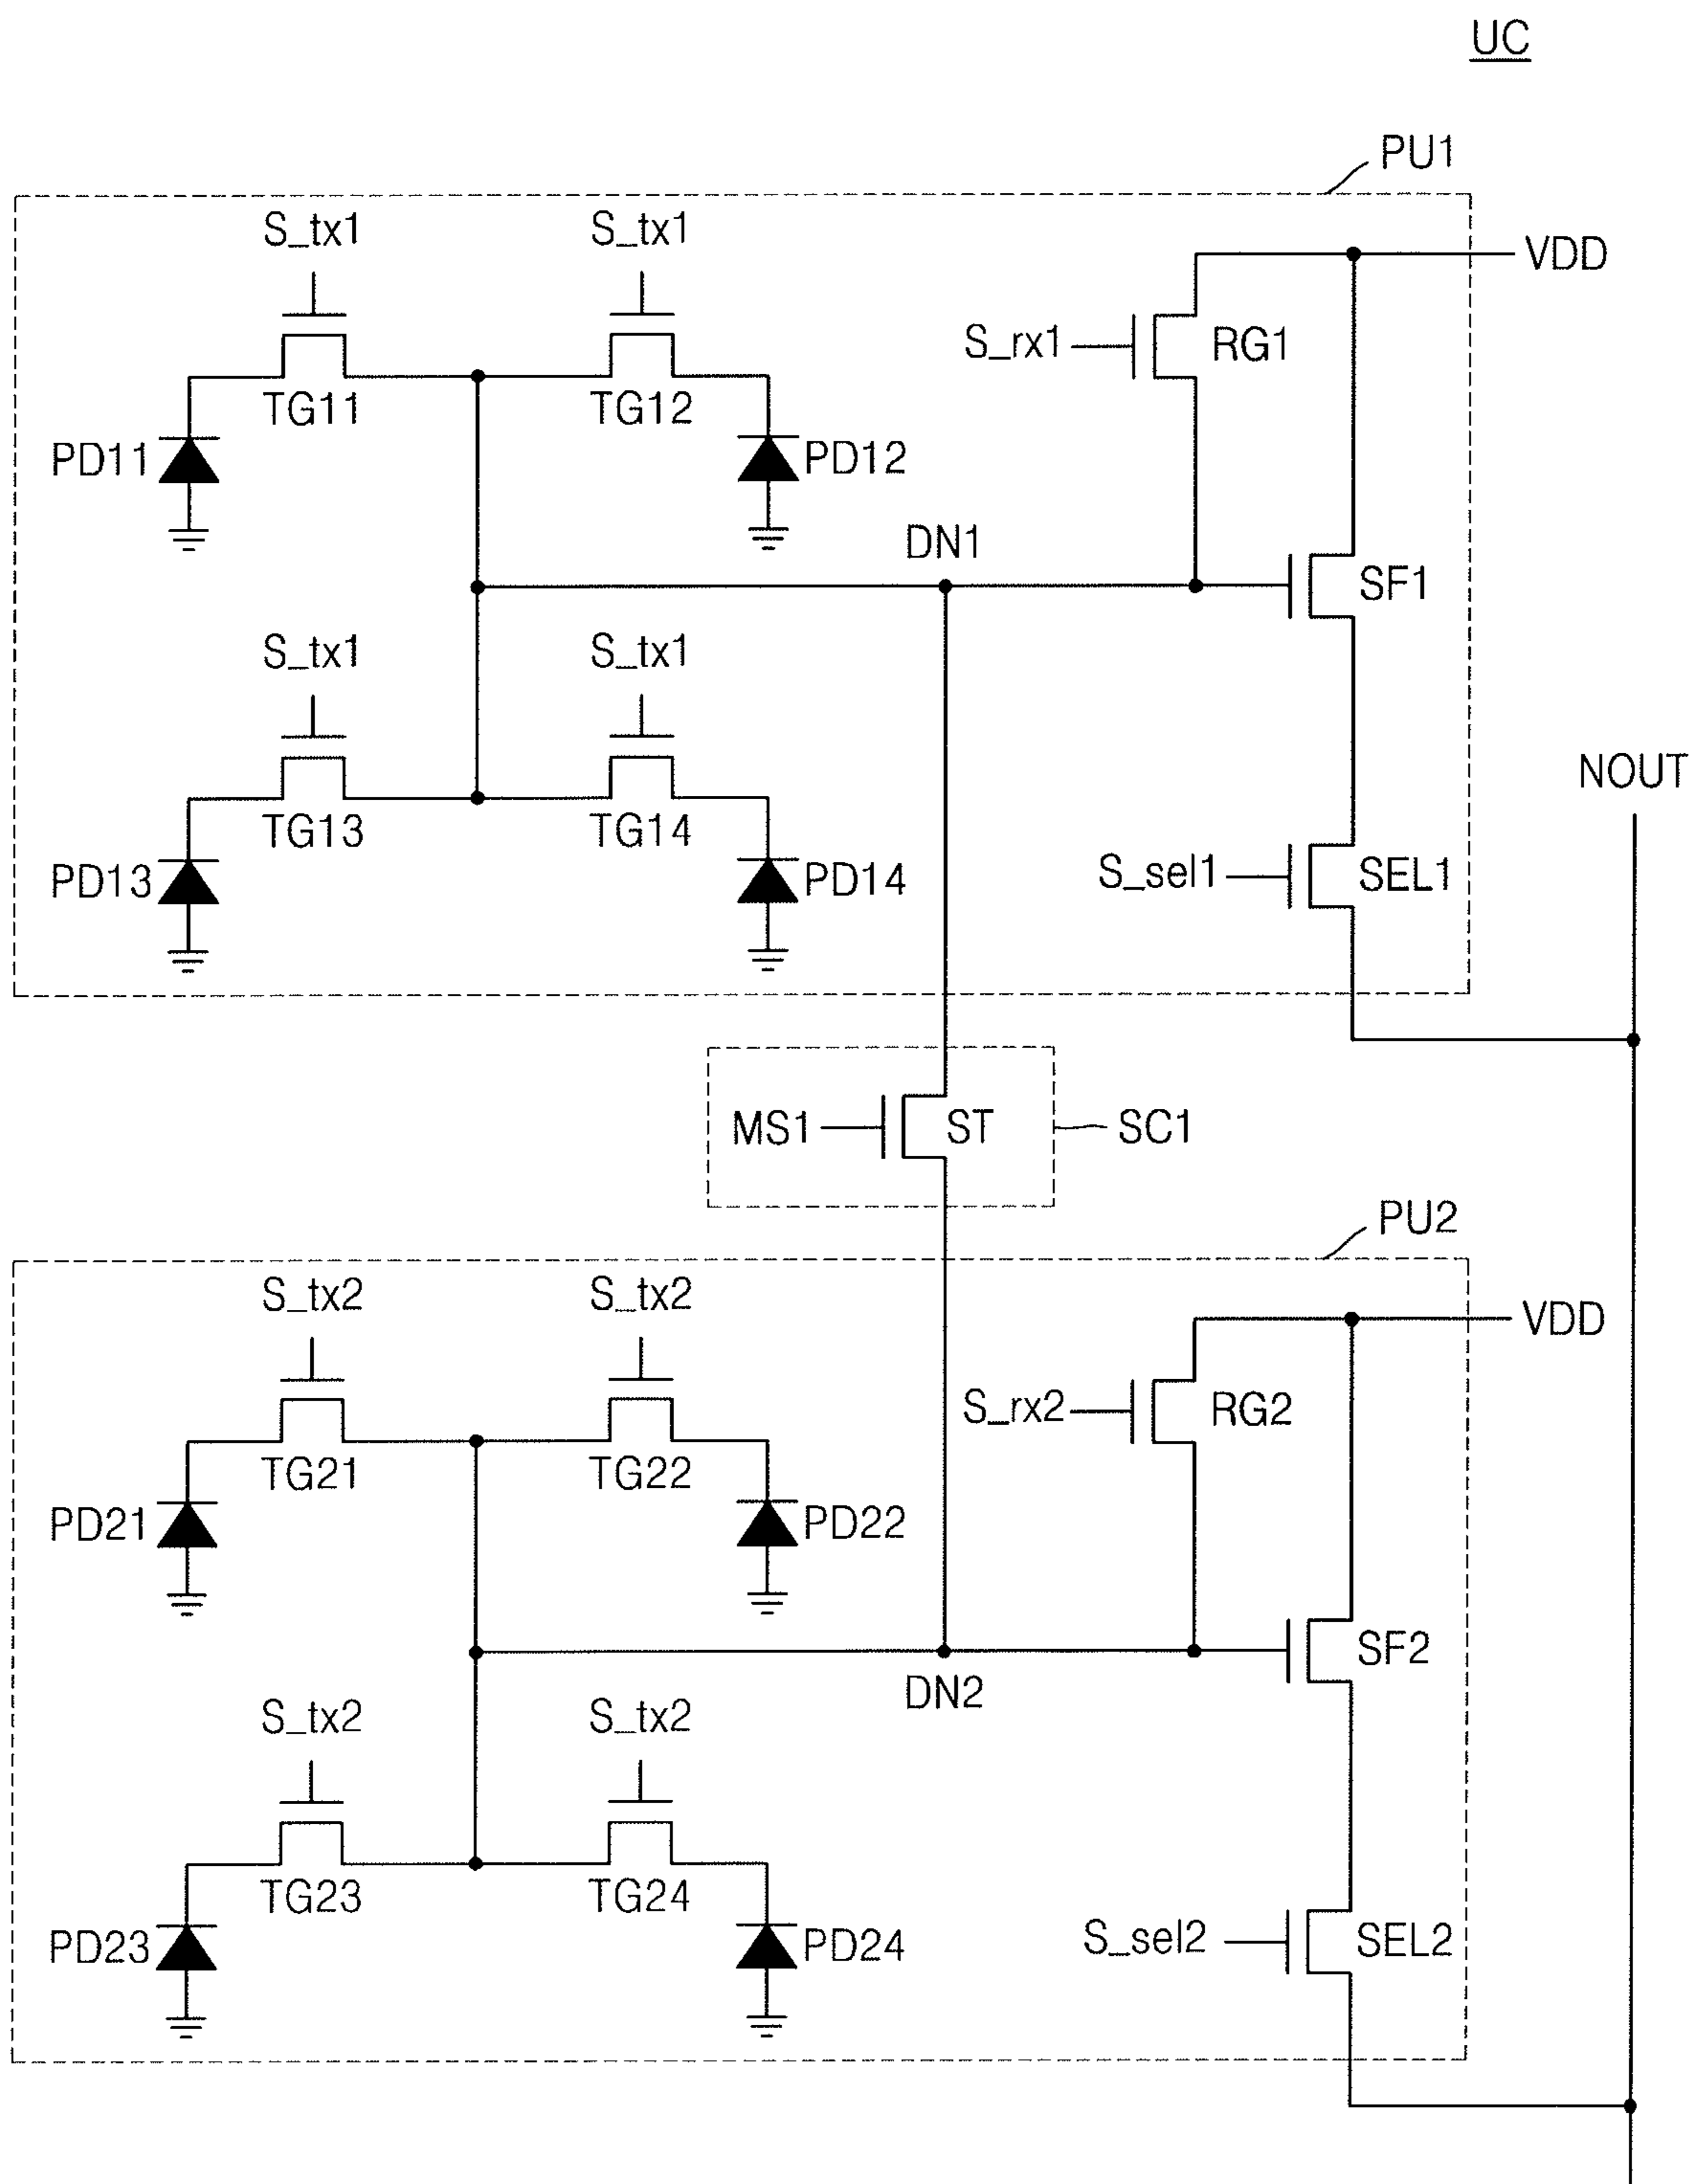 UC
PU1
S_tx1
S_tx1
VDD
S_rx1
RG1
TG11
TG12
PD11
PD12
DN1
SF1
S_tx1
S_tx1
NOUT
TG13
TG14
PD13
PD14
S_sel1
SEL1
MS1
ST
SC1
PU2
S_tx2
S_tx2
VDD
S_rx2
RG2
TG21
TG22
PD21
PD22
SF2
DN2
S_tx2
S_tx2
TG23
TG24
PD23
PD24
S_sel2
SEL2